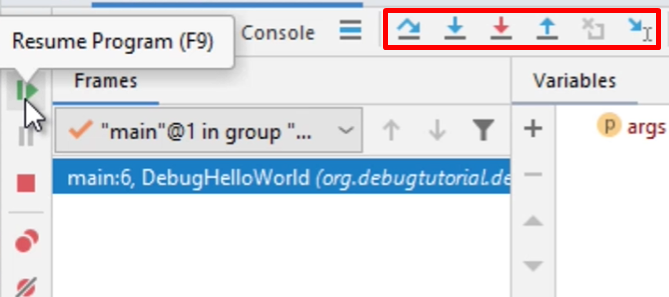 Resume Program (F9)
Console
Frames
Variables
"main"@1 in group "...
p args
main:6, DebugHelloWorld (org.debugtutorial.de